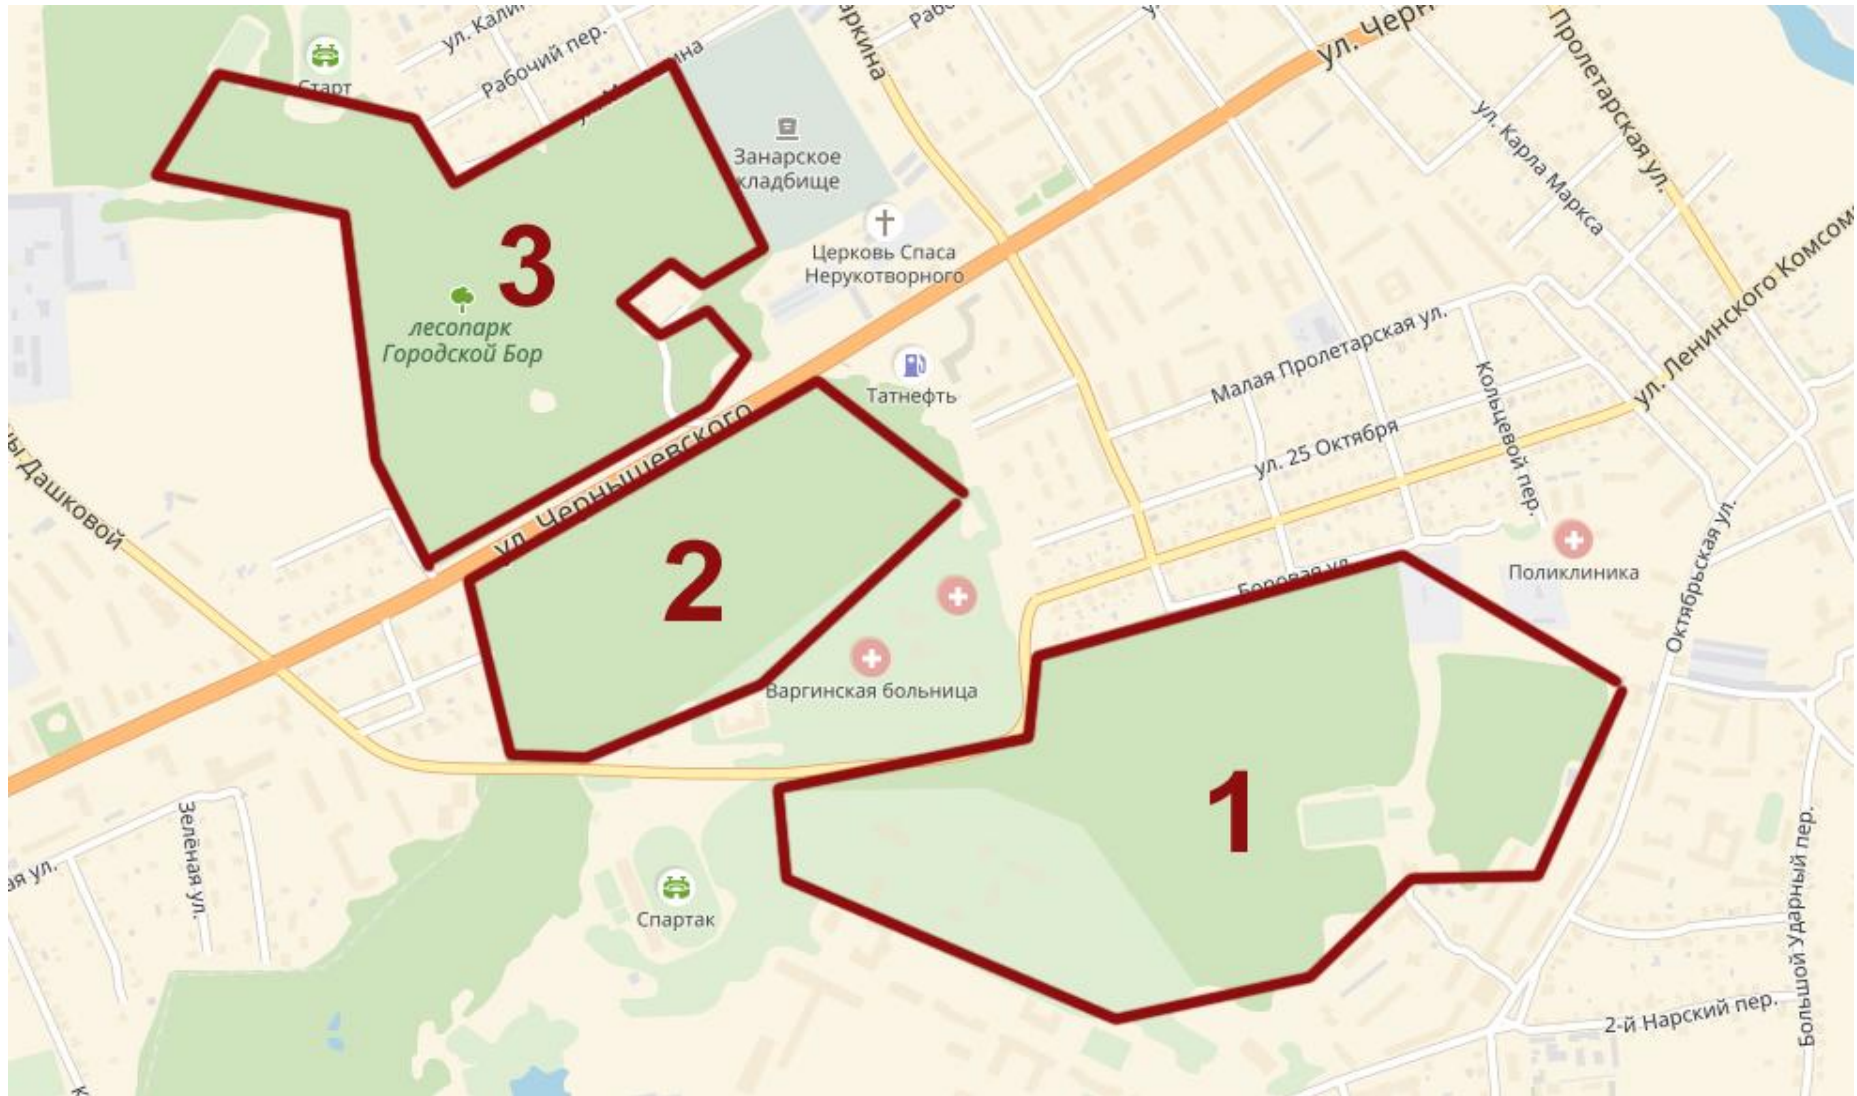 ул. Кали
Рабочий пер.
Старт
ул. Черн
Пролетарская ул.
ул. Карла Маркса
Занарское
кладбище
Церковь Спаса
Нерукотворного
3
лесопарк
Городской Бор
Татнефть
Малая Пролетарская ул.
ул. Ленинского Комсом
ул. 25 Октября
Кольцевой пер.
ул. Чернышевского
ы Дашковой
2
Поликлиника
Боровая ул.
Октябрьская ул.
Варгинская больница
1
Зелёная ул.
ая ул.
Спартак
Большой Ударный пер.
2-й Нарский пер.
К